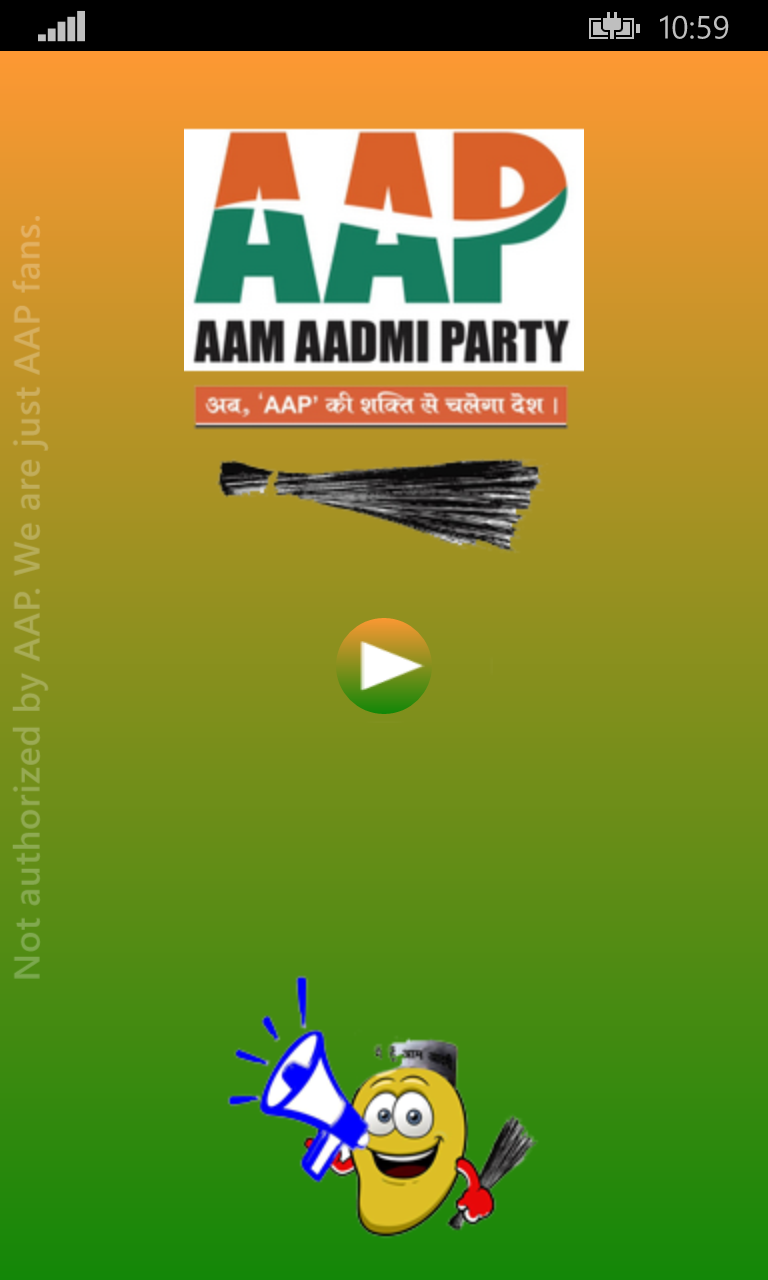 10:59
AAP
AAM AADMI PARTY
अब, ‘AAP’ की शक्ति से चलेगा देश।
Not authorized by AAP. We are just AAP fans.
आम